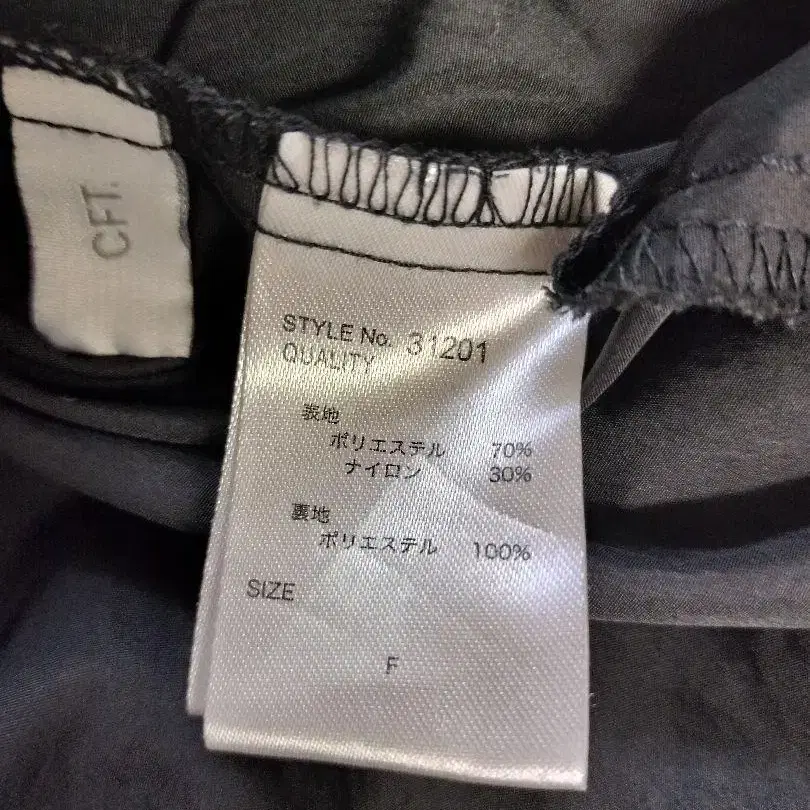 CFT.
STYLE No. 31201
QUALITY
表地
ポリエステル 70%
ナイロン 30%
裏地
ポリエステル 100%
SIZE
F